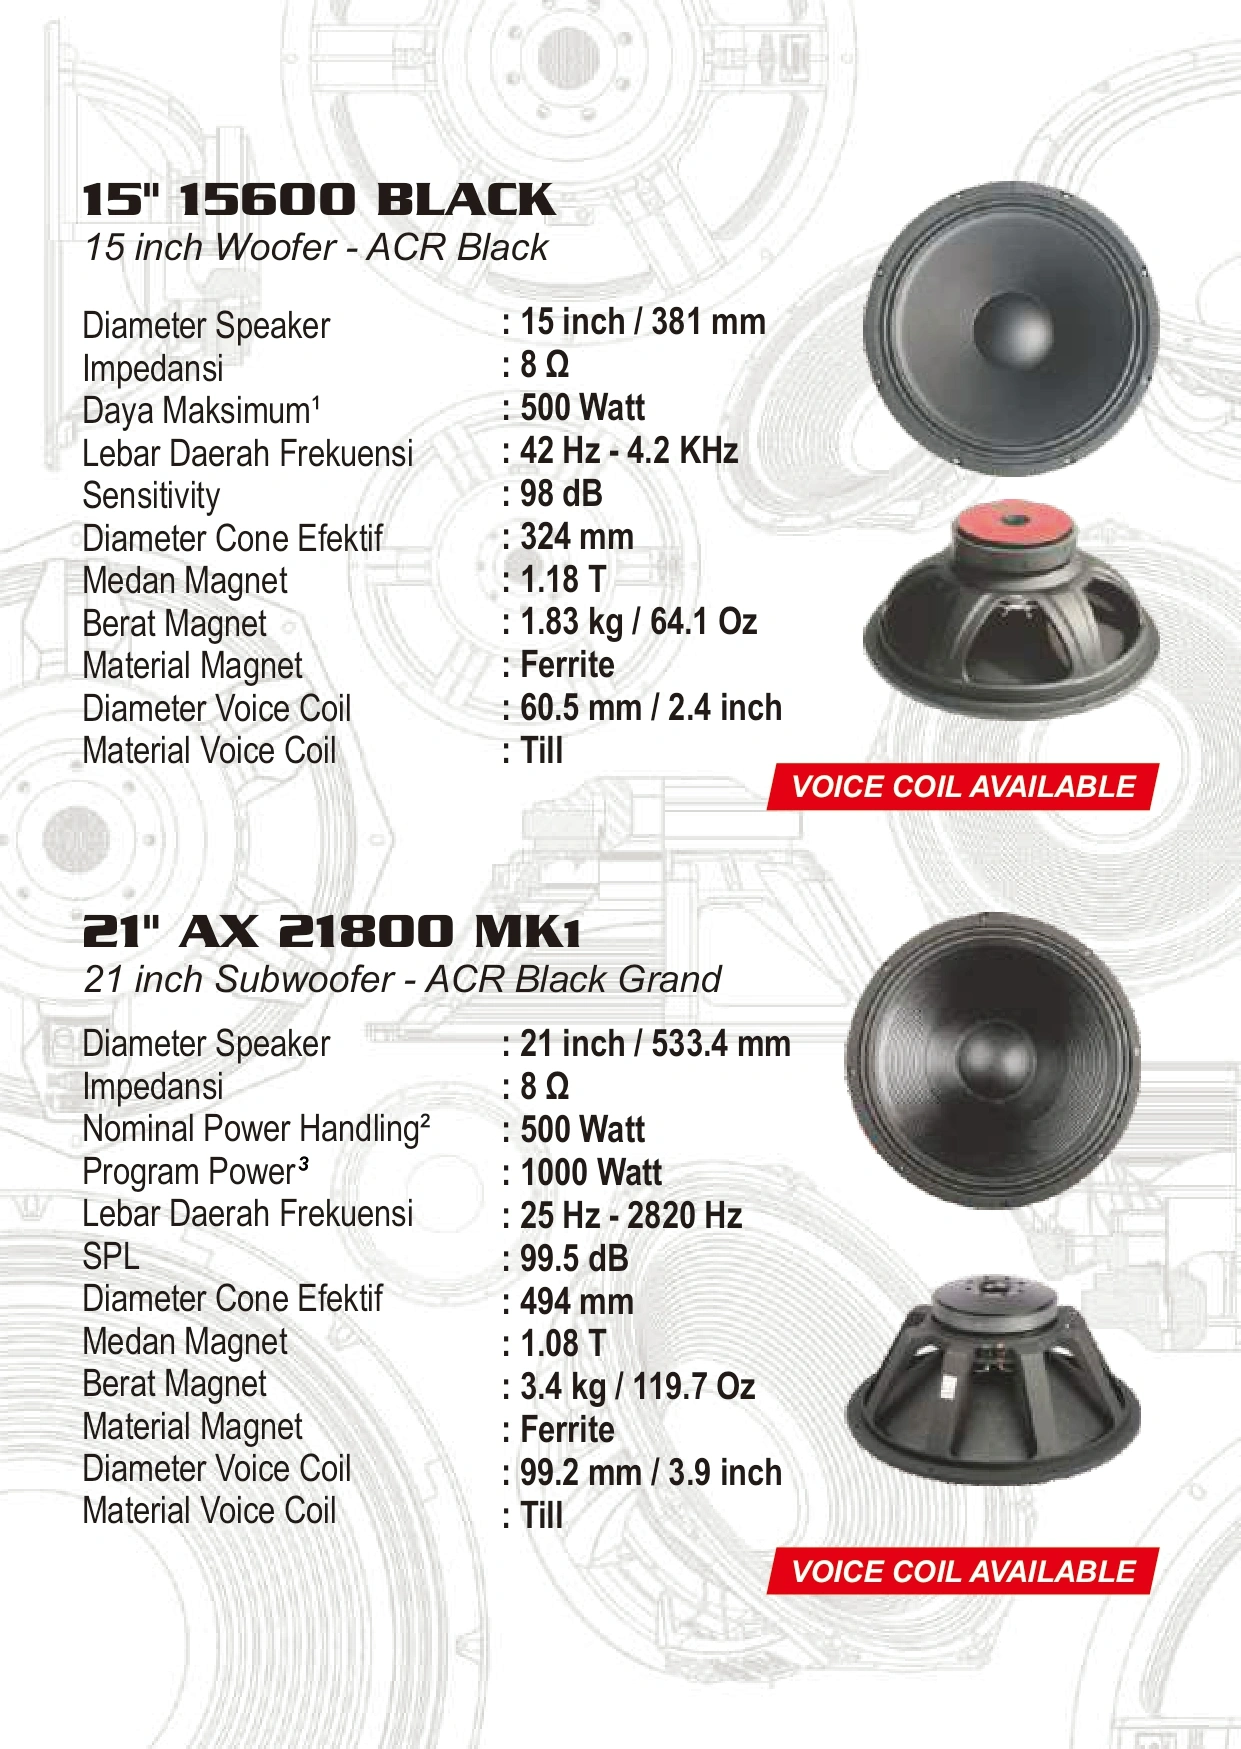 15" 15600 BLACK
15 inch Woofer - ACR Black
Diameter Speaker : 15 inch / 381 mm
Impedansi : 8 Ω
Daya Maksimum¹ : 500 Watt
Lebar Daerah Frekuensi : 42 Hz - 4.2 KHz
Sensitivity : 98 dB
Diameter Cone Efektif : 324 mm
Medan Magnet : 1.18 T
Berat Magnet : 1.83 kg / 64.1 Oz
Material Magnet : Ferrite
Diameter Voice Coil : 60.5 mm / 2.4 inch
Material Voice Coil : Till
VOICE COIL AVAILABLE
21" AX 21800 MK1
21 inch Subwoofer - ACR Black Grand
Diameter Speaker : 21 inch / 533.4 mm
Impedansi : 8 Ω
Nominal Power Handling² : 500 Watt
Program Power³ : 1000 Watt
Lebar Daerah Frekuensi : 25 Hz - 2820 Hz
SPL : 99.5 dB
Diameter Cone Efektif : 494 mm
Medan Magnet : 1.08 T
Berat Magnet : 3.4 kg / 119.7 Oz
Material Magnet : Ferrite
Diameter Voice Coil : 99.2 mm / 3.9 inch
Material Voice Coil : Till
VOICE COIL AVAILABLE